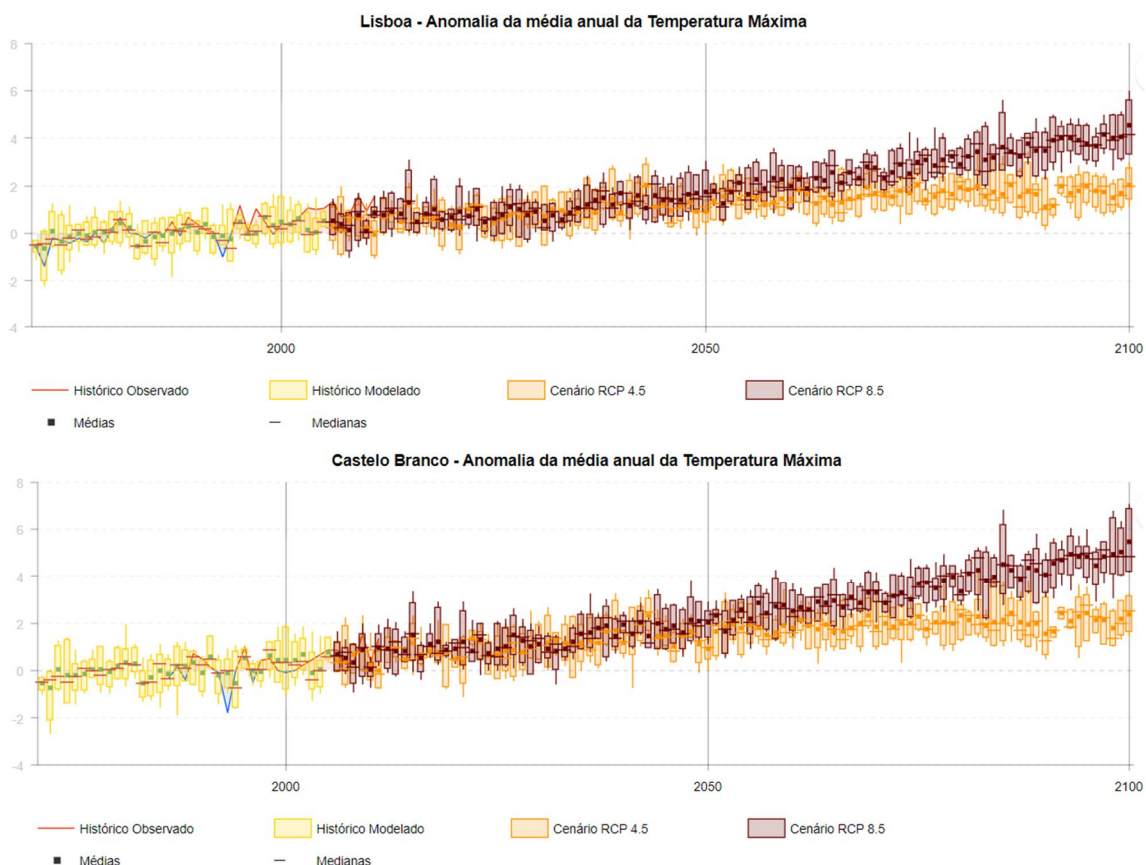 Lisboa - Anomalia da média anual da Temperatura Máxima
8
6
4
2
0
-2
-4
2000 2050 2100
Histórico Observado Histórico Modelado Cenário RCP 4.5 Cenário RCP 8.5
Médias Medianas
Castelo Branco - Anomalia da média anual da Temperatura Máxima
8
6
4
2
0
-2
-4
2000 2050 2100
Histórico Observado Histórico Modelado Cenário RCP 4.5 Cenário RCP 8.5
Médias Medianas